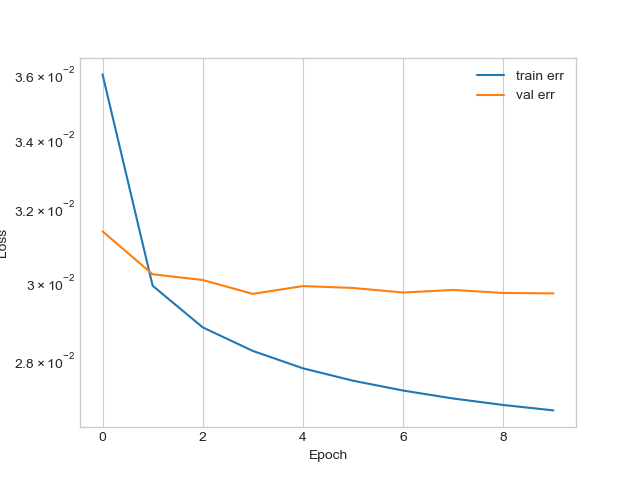 3.6 × 10⁻²
3.4 × 10⁻²
3.2 × 10⁻²
3 × 10⁻²
2.8 × 10⁻²
Loss
train err
val err
0 2 4 6 8
Epoch